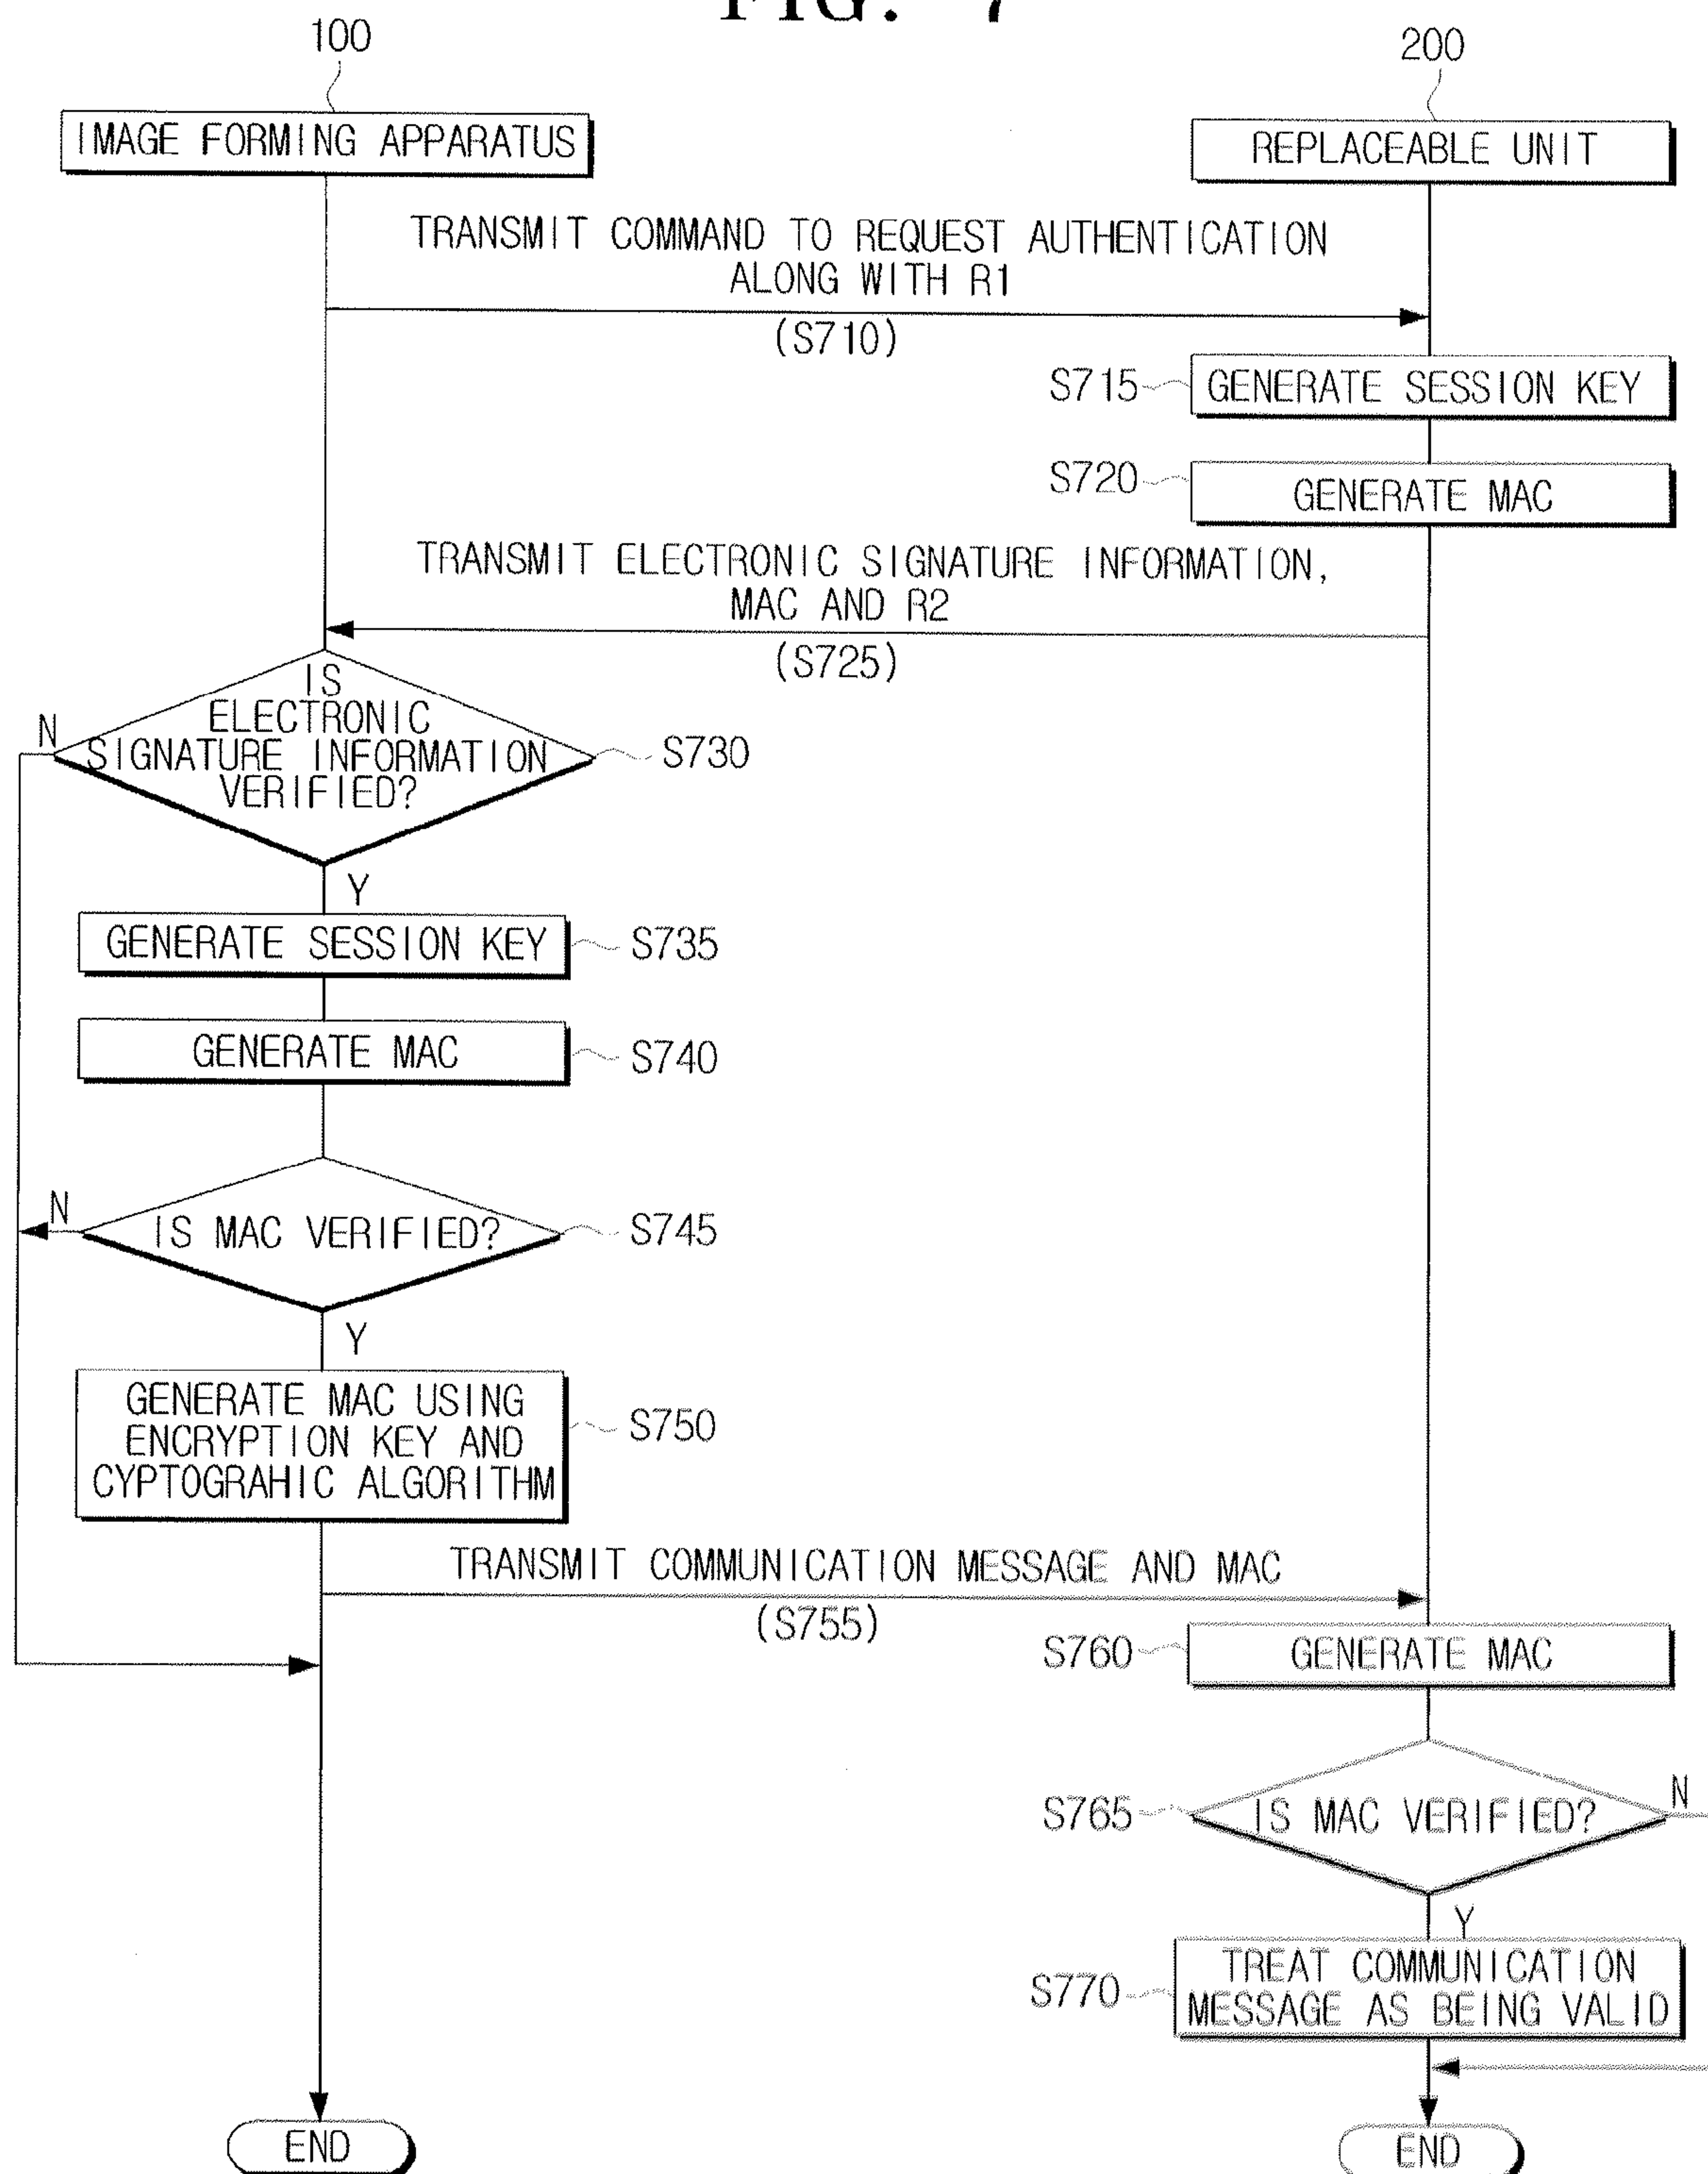 FIG. 7
100
200
IMAGE FORMING APPARATUS
REPLACEABLE UNIT
TRANSMIT COMMAND TO REQUEST AUTHENTICATION
ALONG WITH R1
(S710)
S715
GENERATE SESSION KEY
S720
GENERATE MAC
TRANSMIT ELECTRONIC SIGNATURE INFORMATION,
MAC AND R2
(S725)
IS
ELECTRONIC
SIGNATURE INFORMATION
VERIFIED?
N
S730
Y
GENERATE SESSION KEY
S735
GENERATE MAC
S740
N
IS MAC VERIFIED?
S745
Y
GENERATE MAC USING
ENCRYPTION KEY AND
CYPTOGRAHIC ALGORITHM
S750
TRANSMIT COMMUNICATION MESSAGE AND MAC
(S755)
S760
GENERATE MAC
S765
IS MAC VERIFIED?
N
Y
S770
TREAT COMMUNICATION
MESSAGE AS BEING VALID
END
END